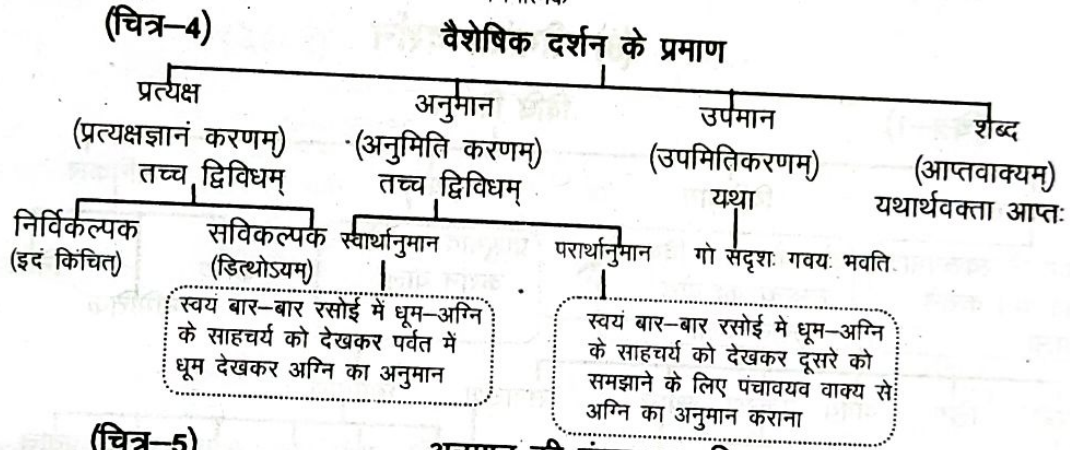 (चित्र–4)
वैशेषिक दर्शन के प्रमाण
प्रत्यक्ष
(प्रत्यक्षज्ञानं करणम्)
तच्च द्विविधम्
अनुमान
(अनुमिति करणम्)
तच्च द्विविधम्
उपमान
(उपमितिकरणम्)
यथा
शब्द
(आप्तवाक्यम्)
यथार्थवक्ता आप्तः
निर्विकल्पक
(इदं किंचित्)
सविकल्पक
(डित्थोऽयम्)
स्वार्थानुमान
परार्थानुमान
गो सदृशः गवयः भवति
स्वयं बार–बार रसोई में धूम–अग्नि
के साहचर्य को देखकर पर्वत में
धूम देखकर अग्नि का अनुमान
स्वयं बार–बार रसोई मे धूम–अग्नि
के साहचर्य को देखकर दूसरे को
समझाने के लिए पंचावयव वाक्य से
अग्नि का अनुमान कराना
(चित्र–5)